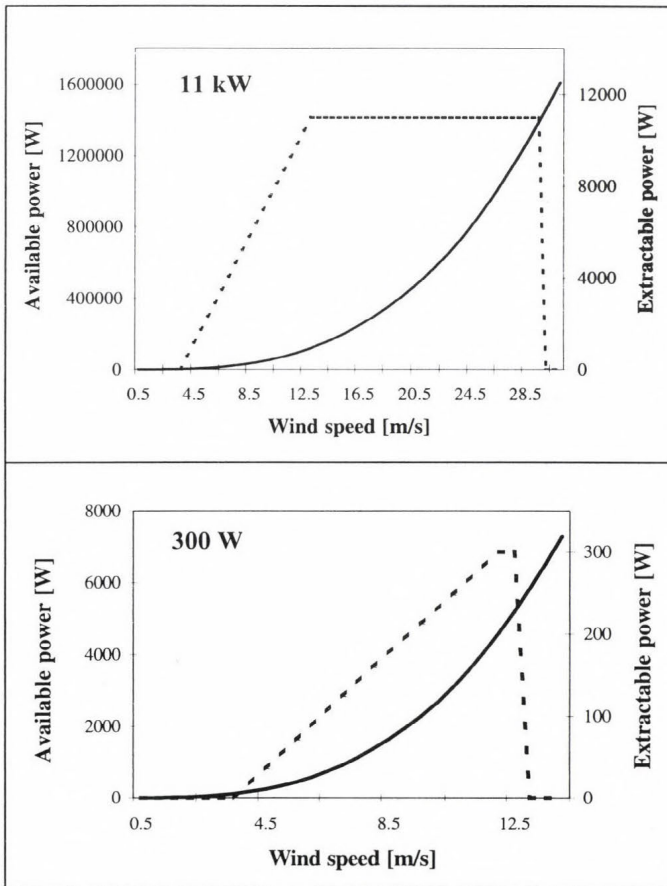 11 kW
Available power [W]
1600000
1400000
800000
400000
0
Extractable power [W]
12000
8000
4000
0
0.5 4.5 8.5 12.5 16.5 20.5 24.5 28.5
Wind speed [m/s]
300 W
Available power [W]
8000
6000
4000
2000
0
Extractable power [W]
300
200
100
0
0.5 4.5 8.5 12.5
Wind speed [m/s]